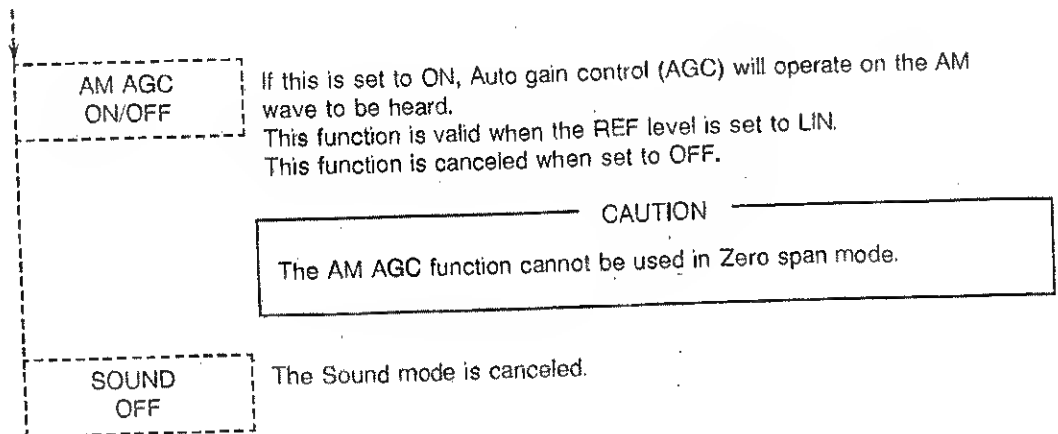 AM AGC
ON/OFF
If this is set to ON, Auto gain control (AGC) will operate on the AM
wave to be heard.
This function is valid when the REF level is set to LIN.
This function is canceled when set to OFF.
CAUTION
The AM AGC function cannot be used in Zero span mode.
SOUND
OFF
The Sound mode is canceled.